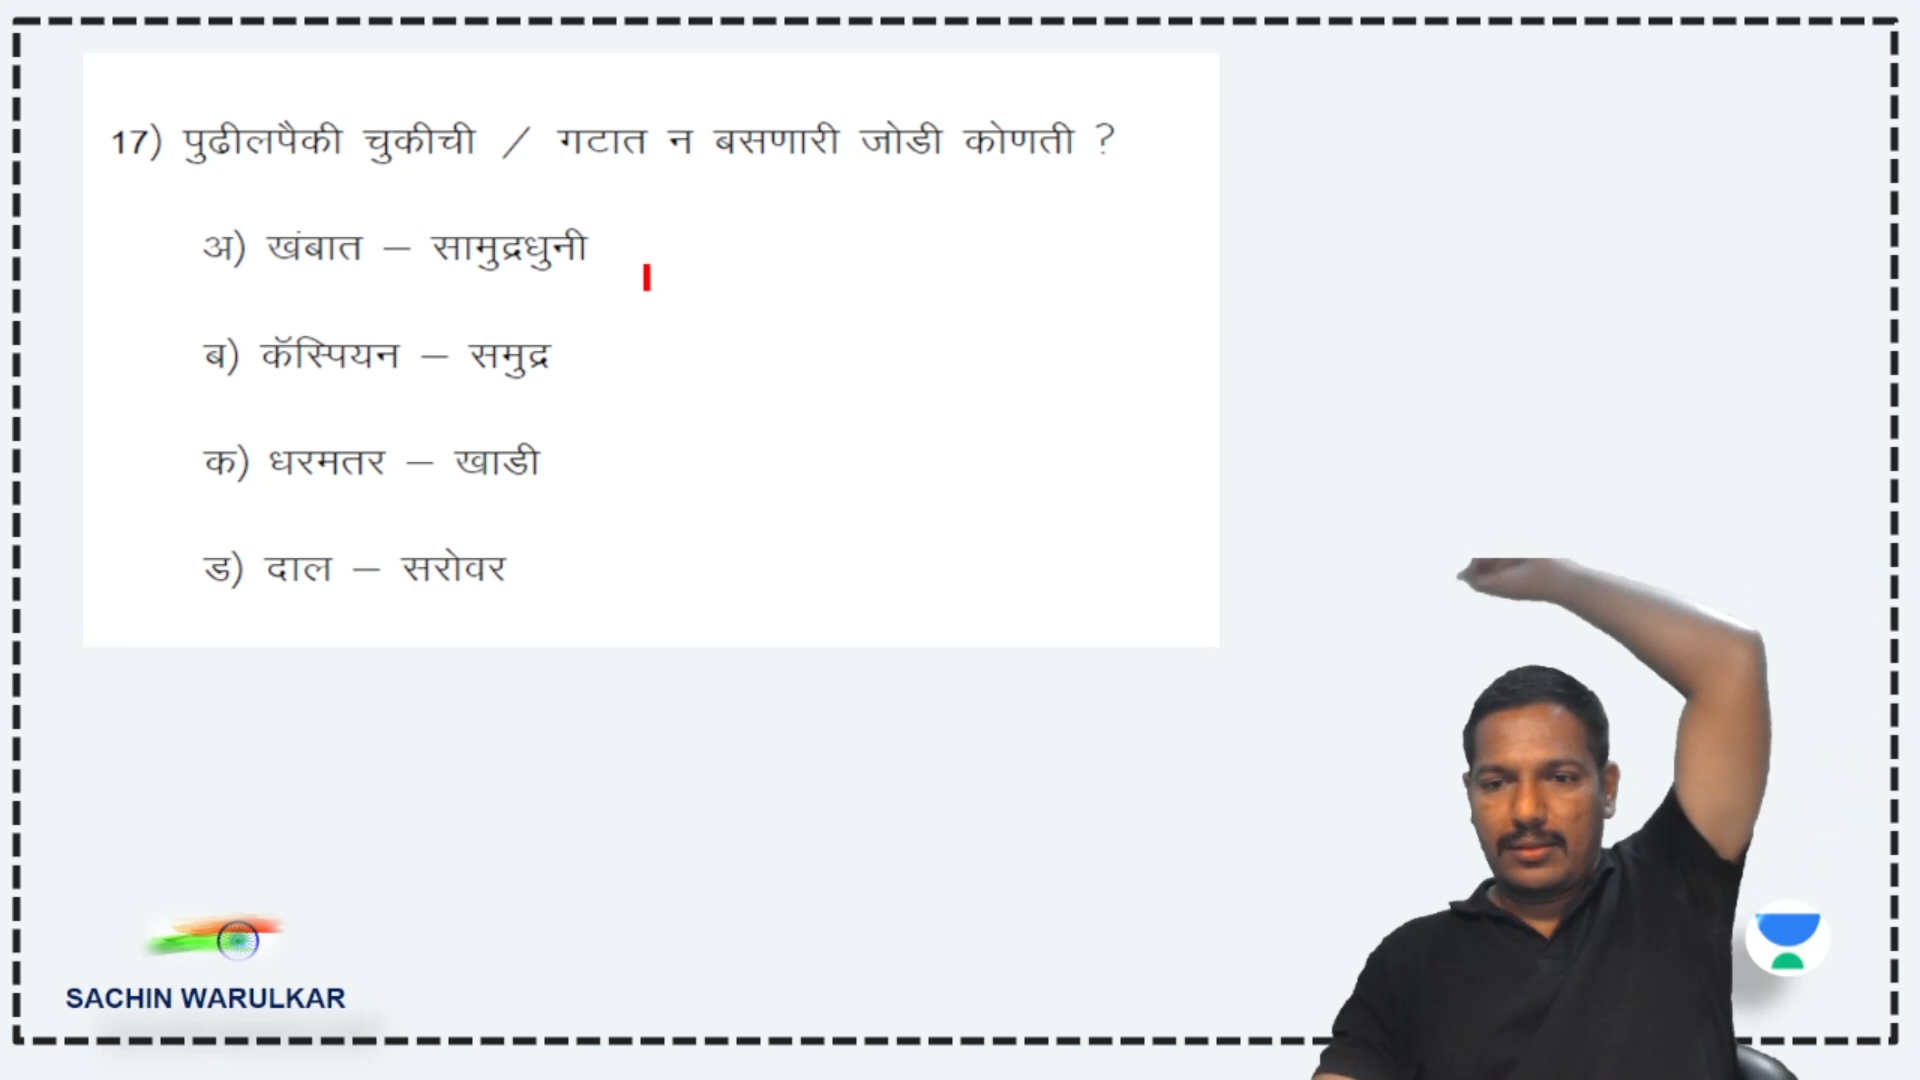 17) पुढीलपैकी चुकीची / गटात न बसणारी जोडी कोणती ?
अ) खंबात – सामुद्रधुनी
ब) कॅस्पियन – समुद्र
क) धरमतर – खाडी
ड) दाल – सरोवर
SACHIN WARULKAR